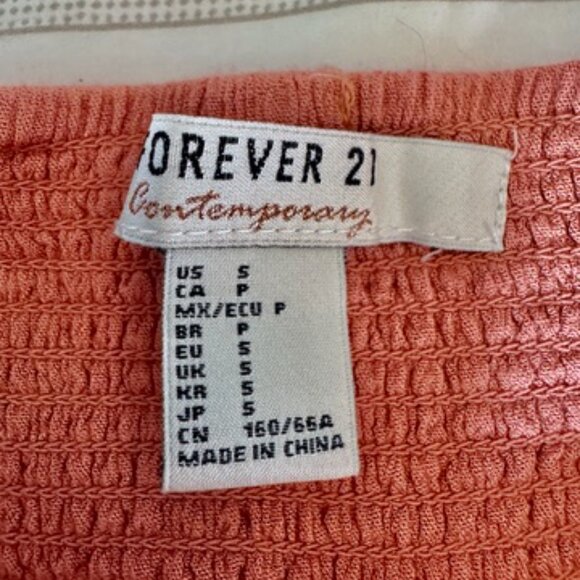 FOREVER 21
Contemporary
US S
CA P
MX/ECU P
BR P
EU S
UK S
KR S
JP S
CN 160/66A
MADE IN CHINA